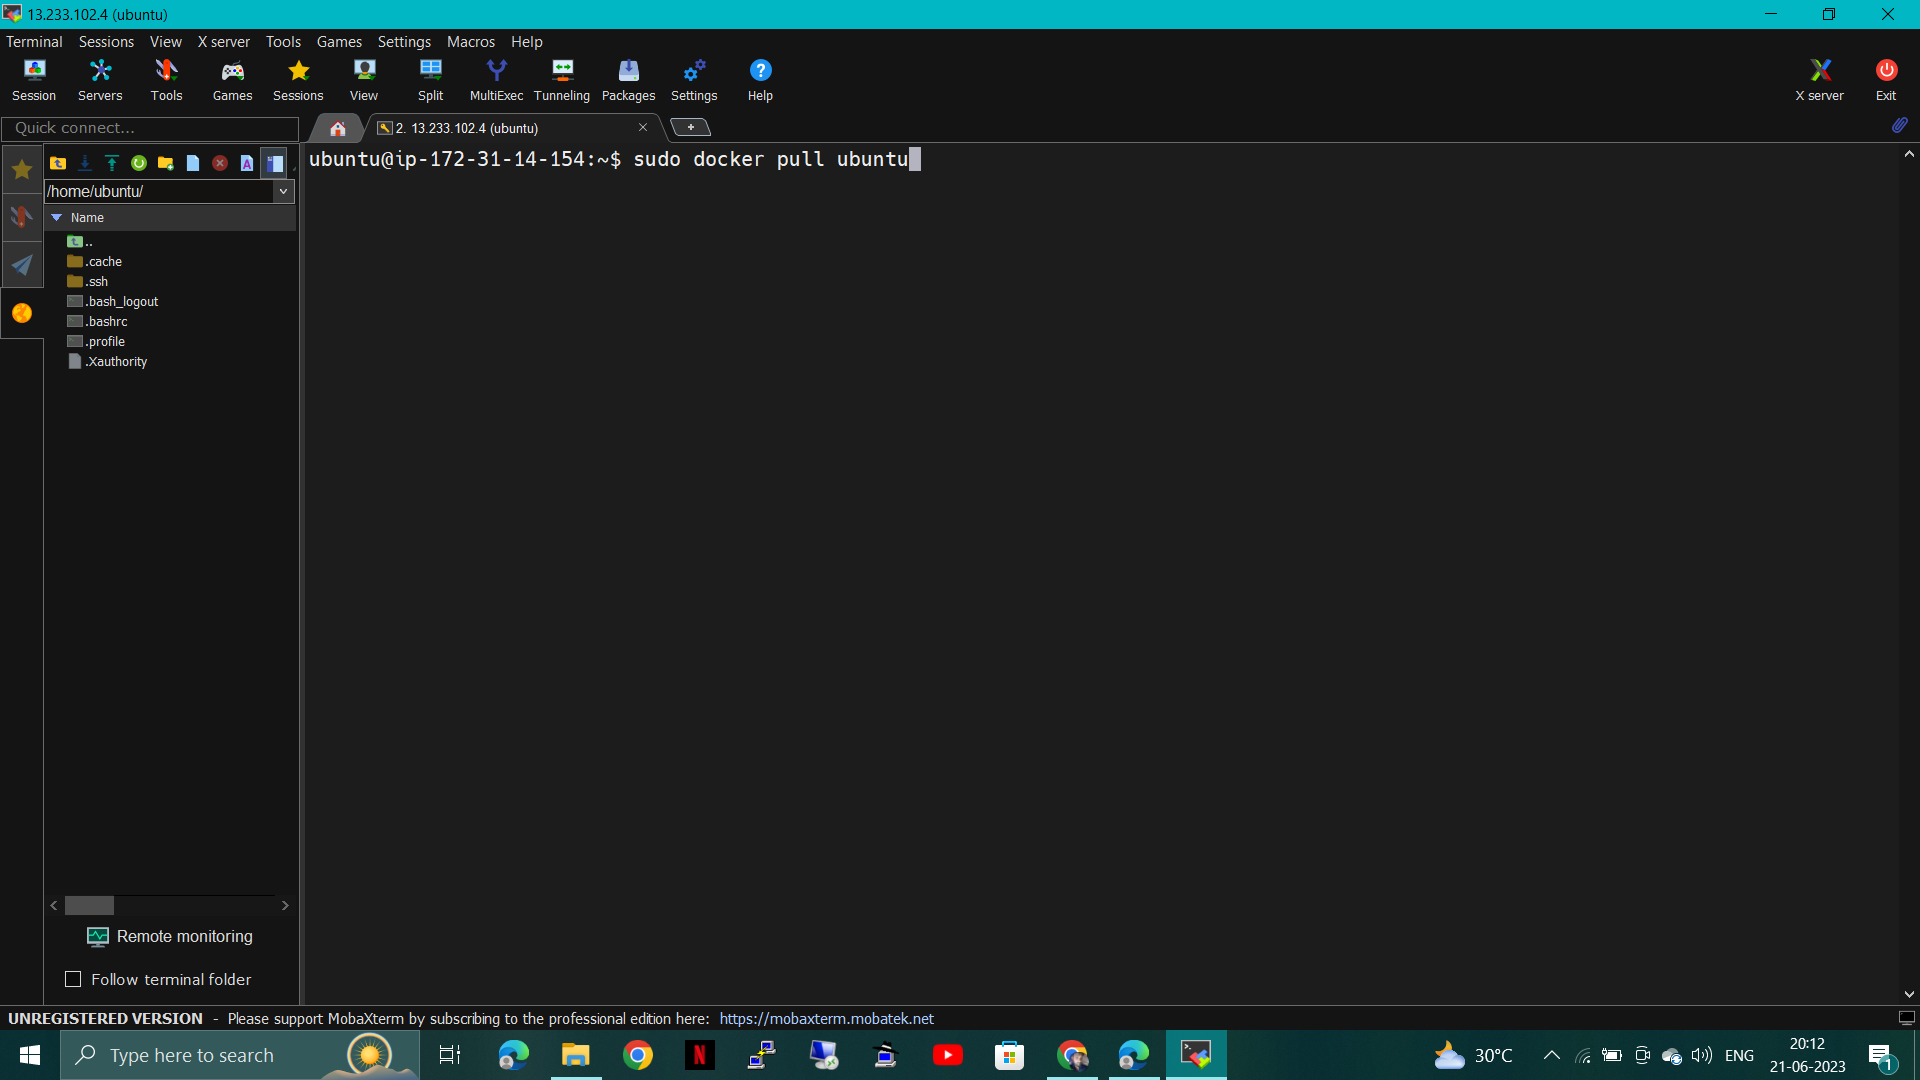 13.233.102.4 (ubuntu)
Terminal Sessions View X server Tools Games Settings Macros Help
Session Servers Tools Games Sessions View Split MultiExec Tunneling Packages Settings Help X server Exit
Quick connect...
2. 13.233.102.4 (ubuntu)
/home/ubuntu/
Name
..
.cache
.ssh
.bash_logout
.bashrc
.profile
.Xauthority
ubuntu@ip-172-31-14-154:~$ sudo docker pull ubuntu
Remote monitoring
Follow terminal folder
UNREGISTERED VERSION - Please support MobaXterm by subscribing to the professional edition here: https://mobaxterm.mobatek.net
Type here to search
30°C
ENG
20:12
21-06-2023
1